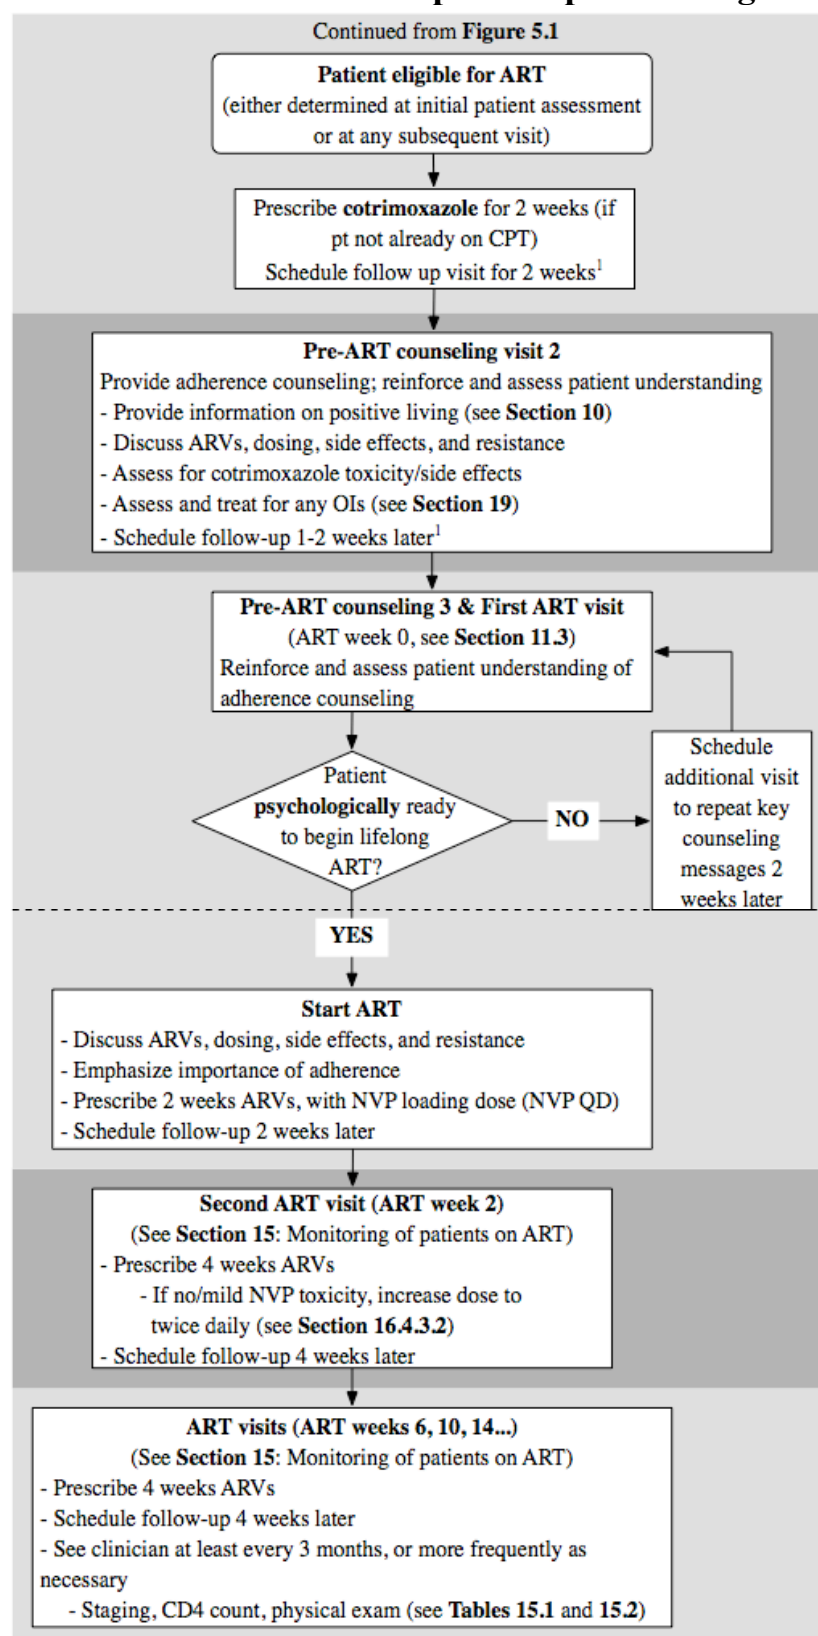 Continued from Figure 5.1
Patient eligible for ART
(either determined at initial patient assessment
or at any subsequent visit)
Prescribe cotrimoxazole for 2 weeks (if
pt not already on CPT)
Schedule follow up visit for 2 weeks1
Pre-ART counseling visit 2
Provide adherence counseling; reinforce and assess patient understanding
- Provide information on positive living (see Section 10)
- Discuss ARVs, dosing, side effects, and resistance
- Assess for cotrimoxazole toxicity/side effects
- Assess and treat for any OIs (see Section 19)
- Schedule follow-up 1-2 weeks later1
Pre-ART counseling 3 & First ART visit
(ART week 0, see Section 11.3)
Reinforce and assess patient understanding of
adherence counseling
Patient
psychologically ready
to begin lifelong
ART?
NO
Schedule
additional visit
to repeat key
counseling
messages 2
weeks later
YES
Start ART
- Discuss ARVs, dosing, side effects, and resistance
- Emphasize importance of adherence
- Prescribe 2 weeks ARVs, with NVP loading dose (NVP QD)
- Schedule follow-up 2 weeks later
Second ART visit (ART week 2)
(See Section 15: Monitoring of patients on ART)
- Prescribe 4 weeks ARVs
- If no/mild NVP toxicity, increase dose to
twice daily (see Section 16.4.3.2)
- Schedule follow-up 4 weeks later
ART visits (ART weeks 6, 10, 14...)
(See Section 15: Monitoring of patients on ART)
- Prescribe 4 weeks ARVs
- Schedule follow-up 4 weeks later
- See clinician at least every 3 months, or more frequently as
necessary
- Staging, CD4 count, physical exam (see Tables 15.1 and 15.2)